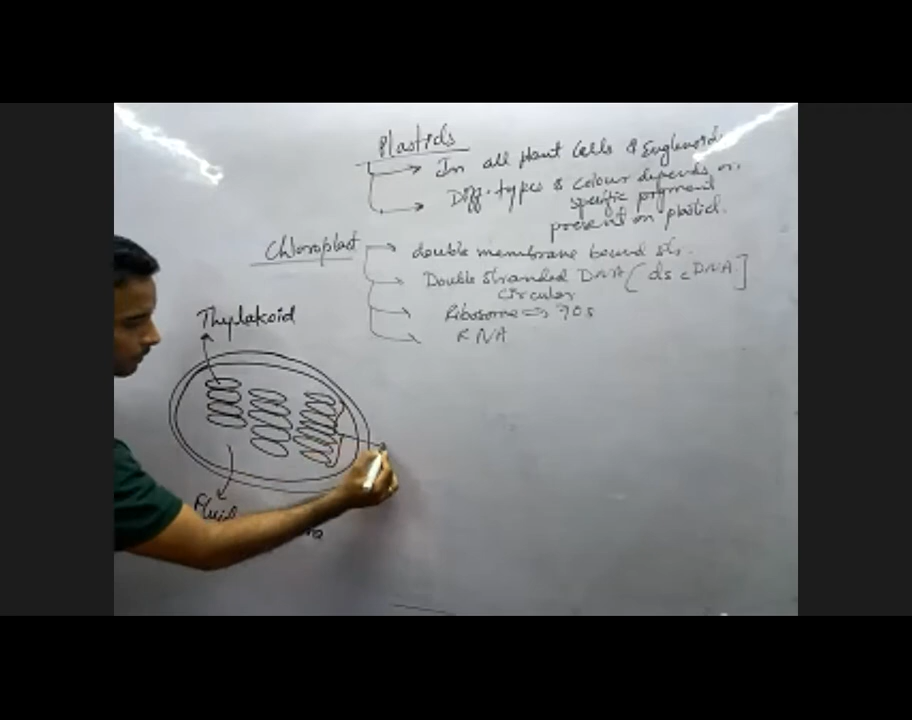 Plastids
In all plant cells & Euglenoid.
Diff. types & colour depends on
specific pigment
present on plastid.
Chloroplast
double membrane bound str.
Double stranded DNA (ds c DNA]
circular
Ribosome => 70s
RNA
Thylakoid
Fluid